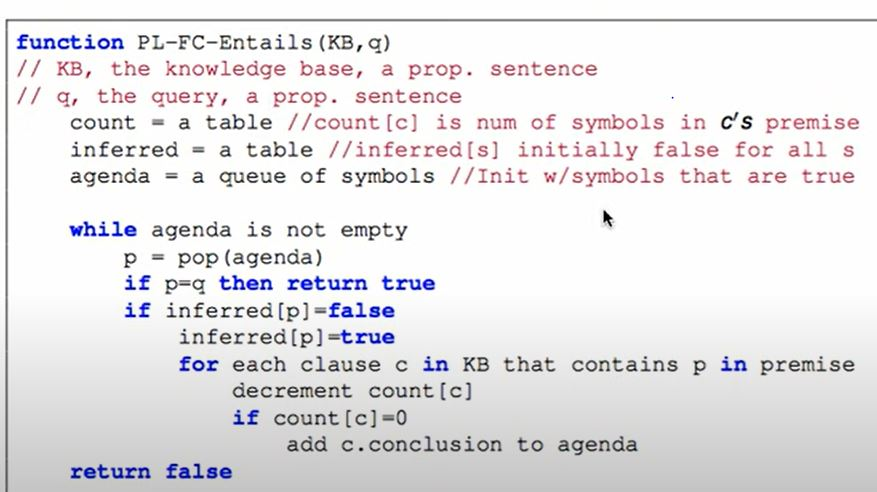 function PL-FC-Entails(KB,q)
// KB, the knowledge base, a prop. sentence
// q, the query, a prop. sentence
count = a table //count[c] is num of symbols in c's premise
inferred = a table //inferred[s] initially false for all s
agenda = a queue of symbols //Init w/symbols that are true
while agenda is not empty
p = pop(agenda)
if p=q then return true
if inferred[p]=false
inferred[p]=true
for each clause c in KB that contains p in premise
decrement count[c]
if count[c]=0
add c.conclusion to agenda
return false